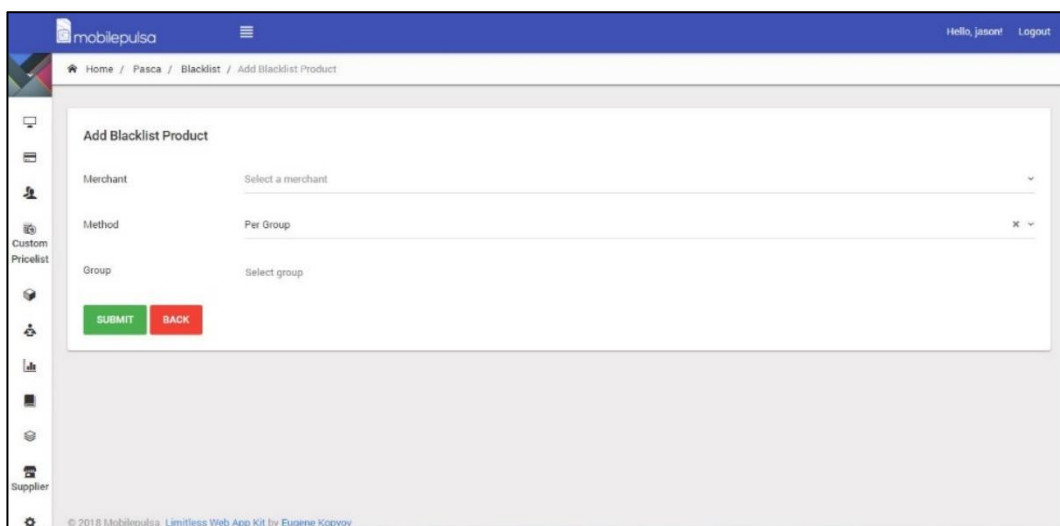 mobilepulsa
Hello, jason! Logout
Home / Pasca / Blacklist / Add Blacklist Product
Add Blacklist Product
Merchant Select a merchant
Method Per Group
Custom
Pricelist
Group Select group
SUBMIT BACK
Supplier
© 2018 Mobilepulsa. Limitless Web App Kit by Eugene Kopyov